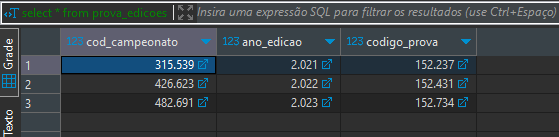 select * from prova_edicoes Insira uma expressão SQL para filtrar os resultados (use Ctrl+Espaço)
Grade
Texto
123 cod_campeonato 123 ano_edicao 123 codigo_prova
1 315.539 2.021 152.237
2 426.623 2.022 152.431
3 482.691 2.023 152.734